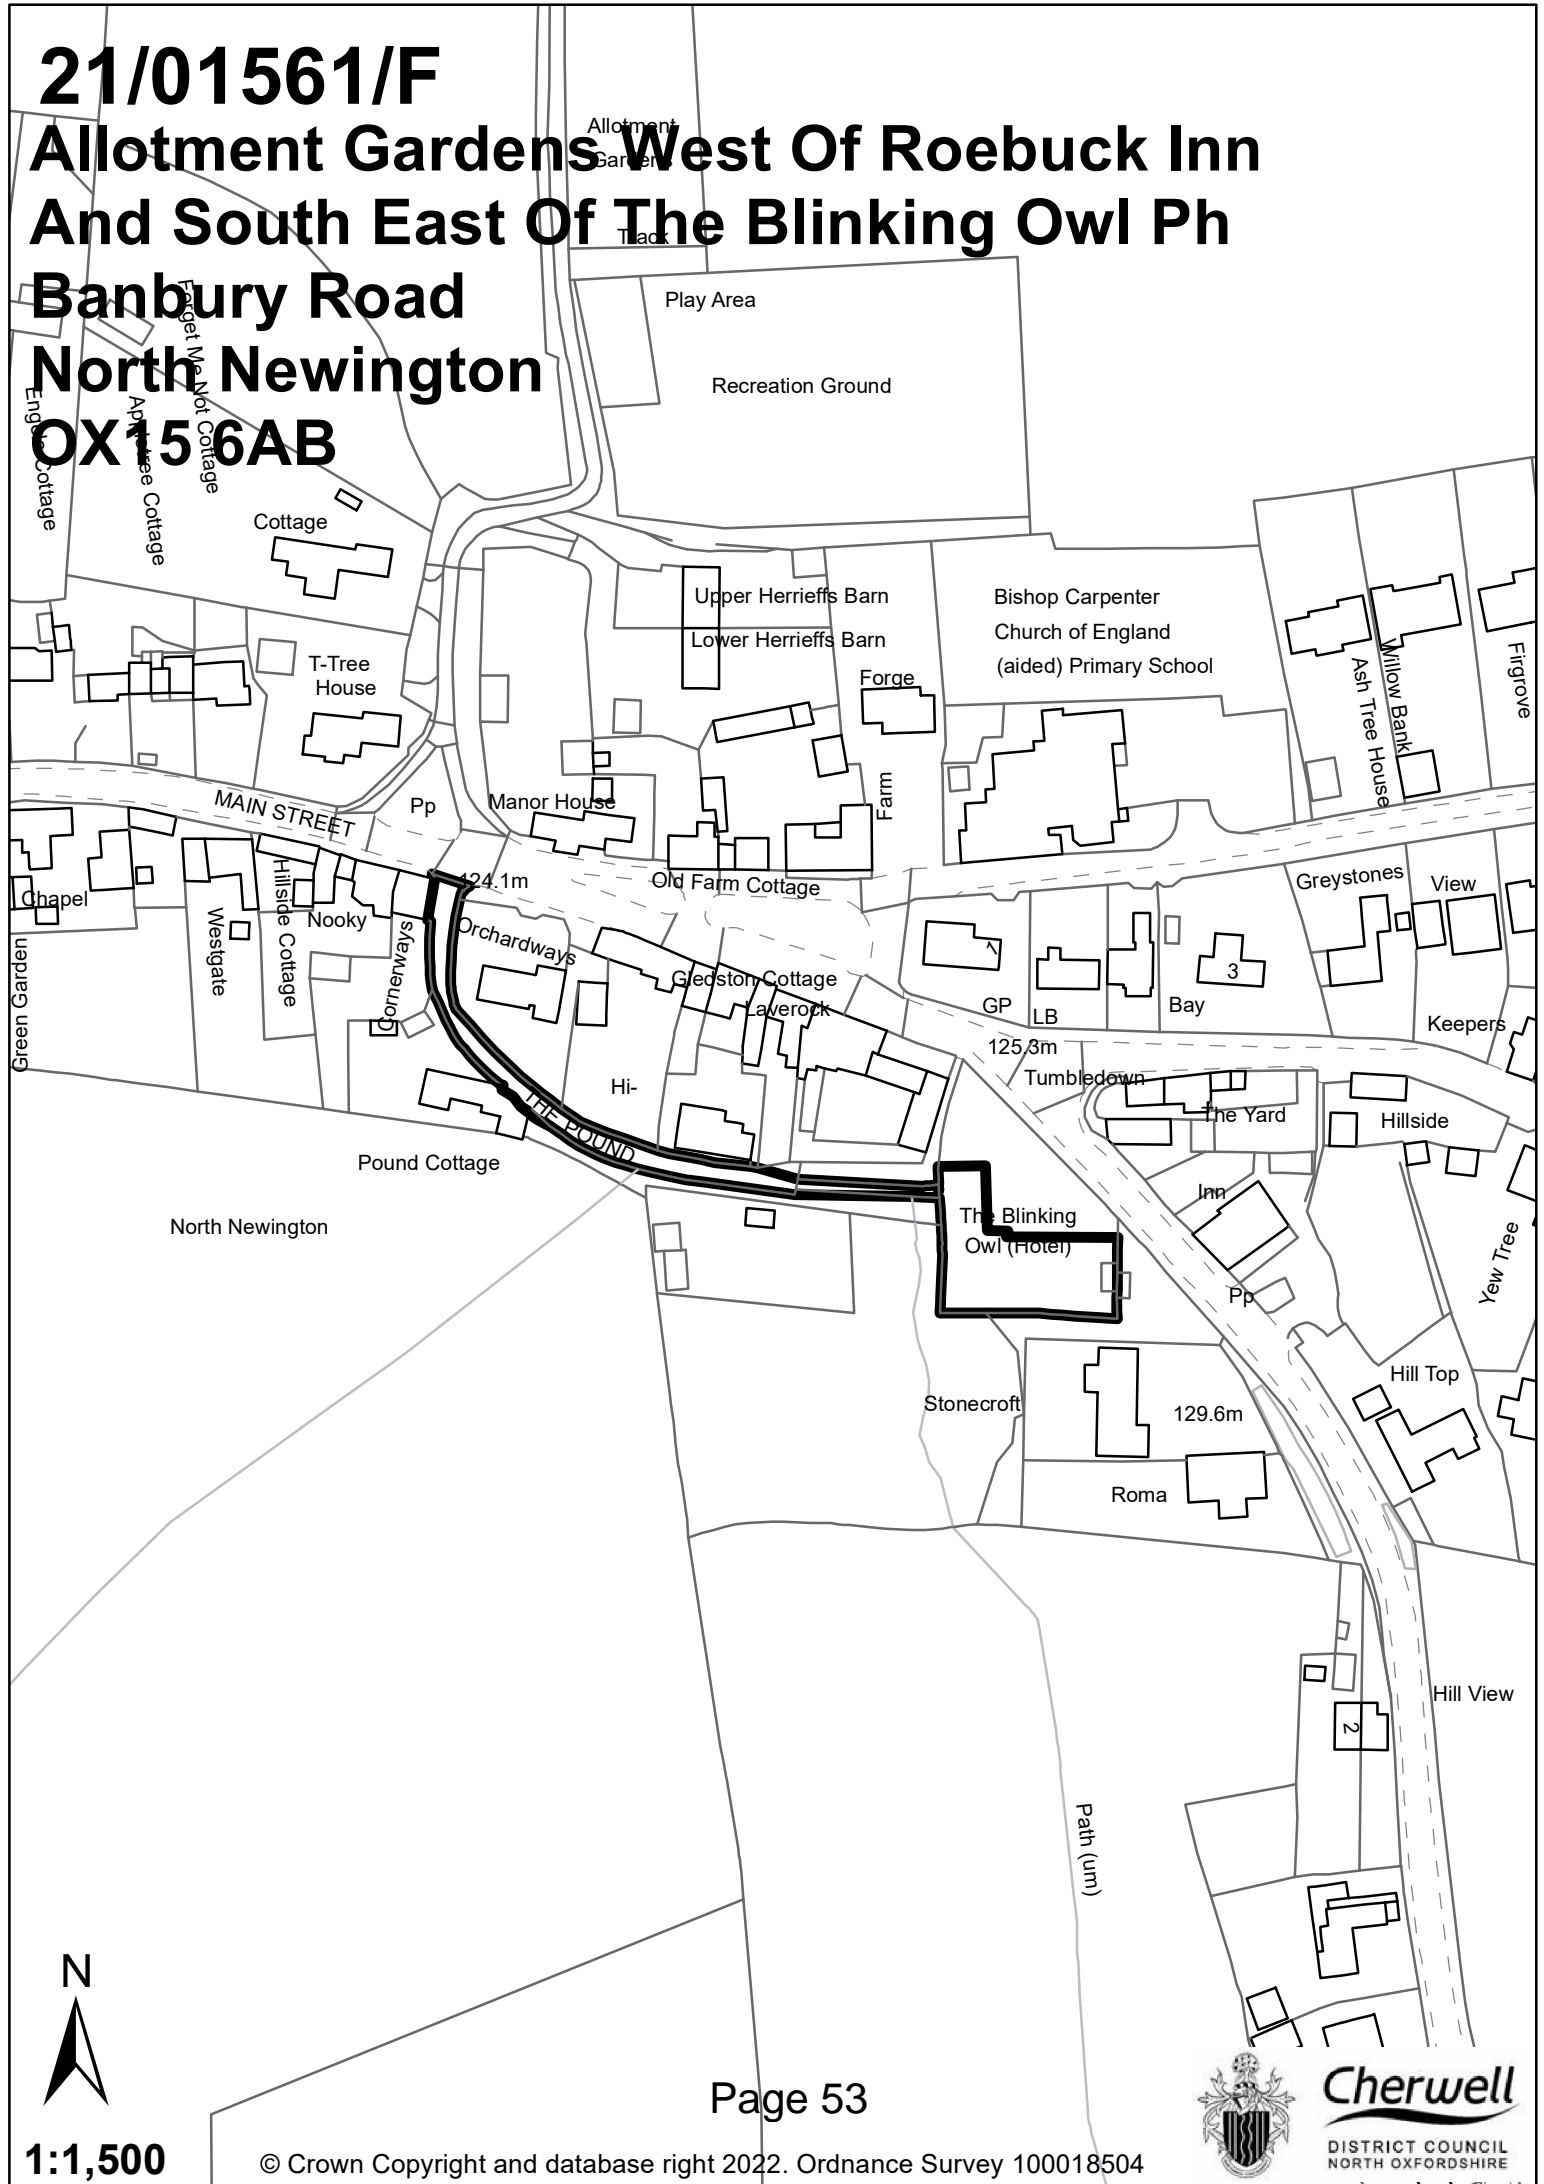 21/01561/F
Allotment Gardens West Of Roebuck Inn
And South East Of The Blinking Owl Ph
Banbury Road
North Newington
OX15 6AB
Allotment
Gardens
Track
Play Area
Recreation Ground
Forget Me Not Cottage
Appletree Cottage
Cottage
Upper Herrieffs Barn
Lower Herrieffs Barn
Bishop Carpenter
Church of England
(aided) Primary School
T-Tree
House
Forge
Farm
Willow Bank
Ash Tree House
Firgrove
MAIN STREET
Pp
Manor House
Old Farm Cottage
124.1m
Chapel
Green Garden
Westgate
Hillside Cottage
Nooky
Cornerways
Orchardways
Gledston Cottage
Laverock
Greystones
View
1
3
GP
LB
Bay
Keepers
125.3m
Tumbledown
The Yard
Hillside
Hi-
THE POUND
Pound Cottage
North Newington
The Blinking
Owl (Hotel)
Inn
Pp
Yew Tree
Hill Top
Stonecroft
129.6m
Roma
Hill View
2
Path (um)
N
Page 53
1:1,500
© Crown Copyright and database right 2022. Ordnance Survey 100018504
Cherwell
DISTRICT COUNCIL
NORTH OXFORDSHIRE